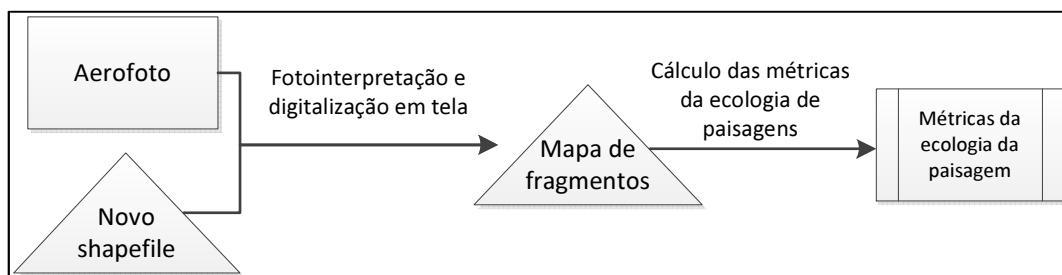 Aerofoto
Novo
shapefile
Fotointerpretação e
digitalização em tela
Mapa de
fragmentos
Cálculo das métricas
da ecologia de
paisagens
Métricas da
ecologia da
paisagem